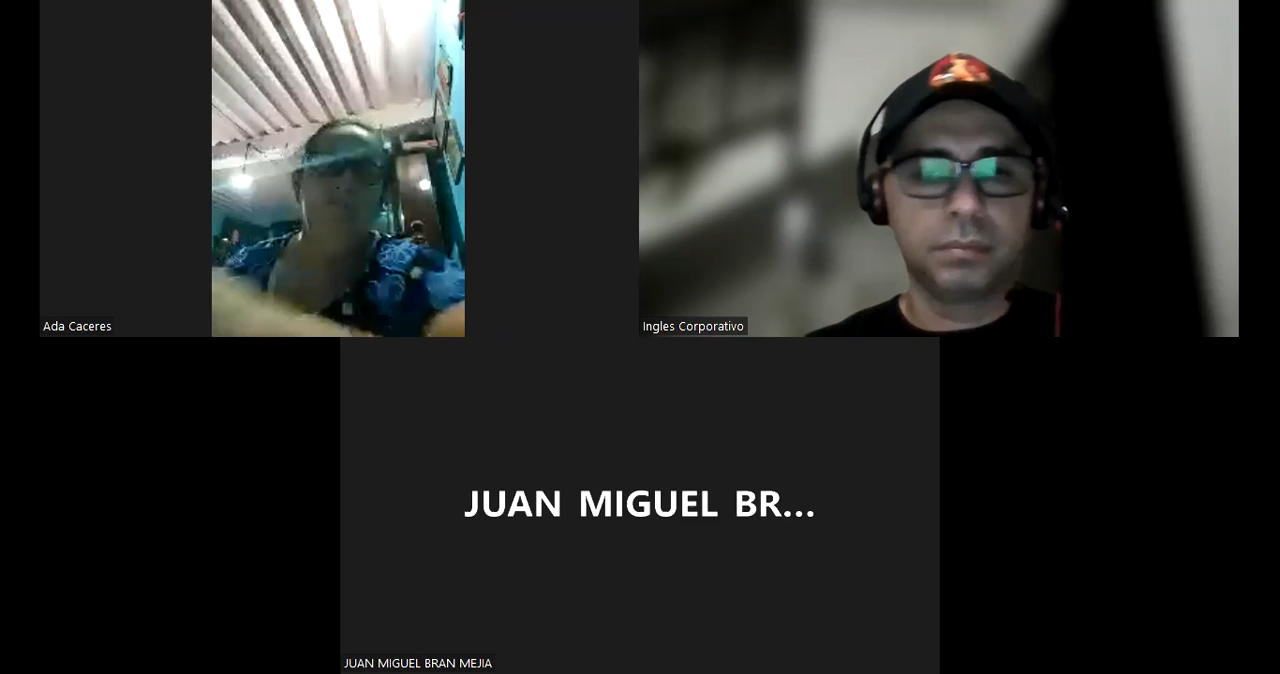 Ada Caceres
Ingles Corporativo
JUAN MIGUEL BR...
JUAN MIGUEL BRAN MEJIA